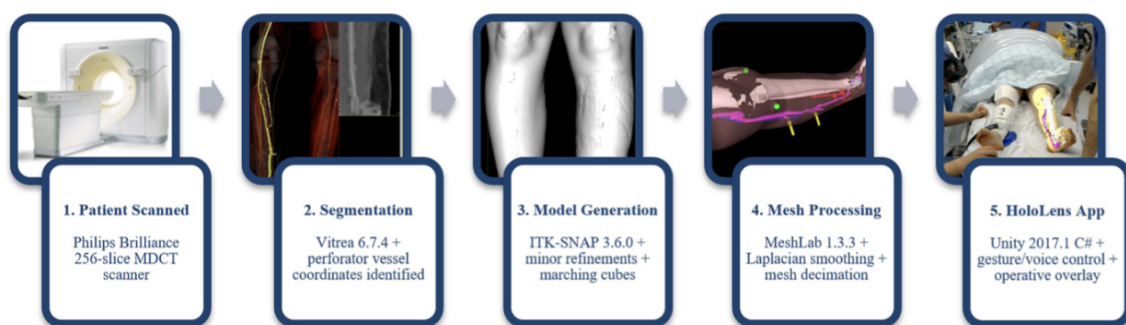 1. Patient Scanned
Philips Brilliance
256-slice MDCT
scanner
2. Segmentation
Vitrea 6.7.4 +
perforator vessel
coordinates identified
3. Model Generation
ITK-SNAP 3.6.0 +
minor refinements +
marching cubes
4. Mesh Processing
MeshLab 1.3.3 +
Laplacian smoothing +
mesh decimation
5. HoloLens App
Unity 2017.1 C# +
gesture/voice control +
operative overlay